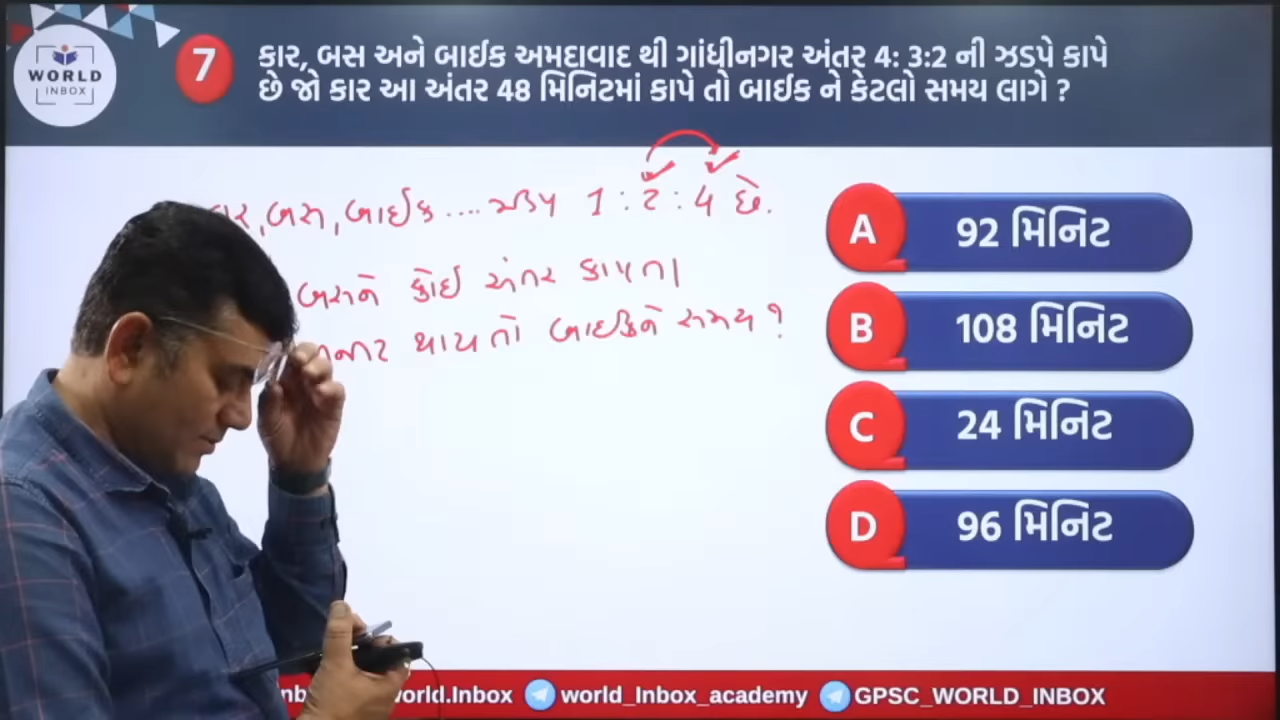 WORLD
INBOX
7
કાર, બસ અને બાઈક અમદાવાદ થી ગાંધીનગર અંતર 4: 3:2 ની ઝડપે કાપે
છે જો કાર આ અંતર 48 મિનિટમાં કાપે તો બાઈક ને કેટલો સમય લાગે ?
બસ, બાઈક .... ઝડપ 1 : 2 : 4 છે.
બસને કોઈ અંતર કાપતા
થાય તો બાઈકને સમય ?
A 92 મિનિટ
B 108 મિનિટ
C 24 મિનિટ
D 96 મિનિટ
world.Inbox
world_Inbox_academy
GPSC_WORLD_INBOX